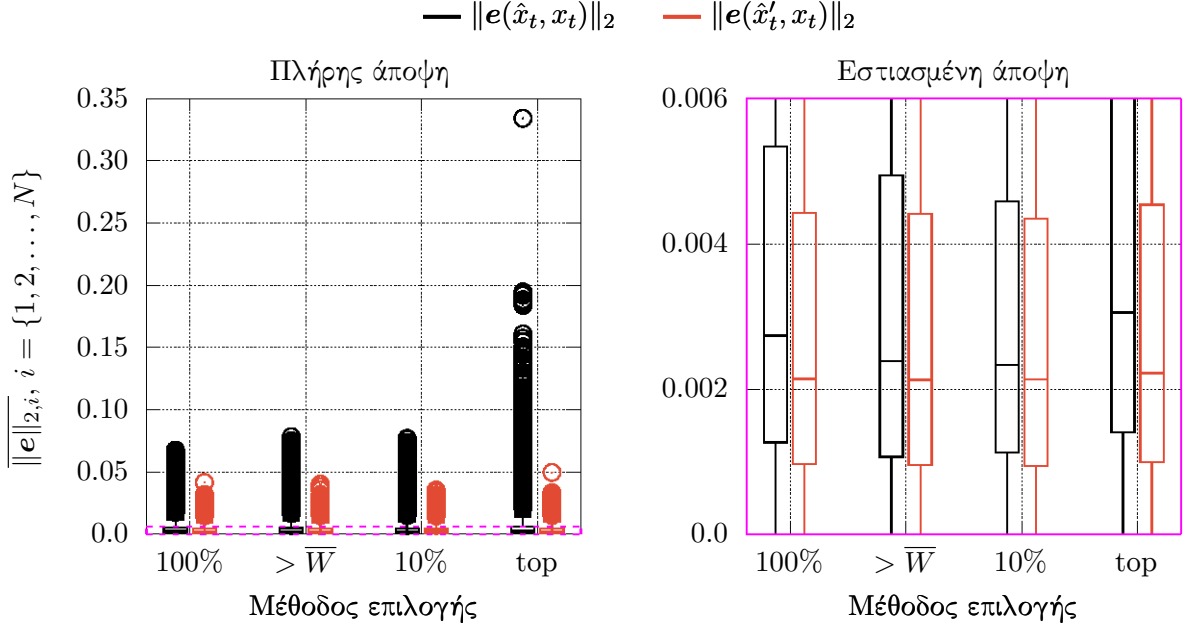 ‖e(x̂_t, x_t)‖_2 ‖e(x̂′_t, x_t)‖_2
Πλήρης άποψη
Εστιασμένη άποψη
‖e‖_{2,i}, i = {1, 2, . . . , N}
0.35
0.30
0.25
0.20
0.15
0.10
0.05
0.0
100% > W̅ 10% top
Μέθοδος επιλογής
0.006
0.004
0.002
0.0
100% > W̅ 10% top
Μέθοδος επιλογής